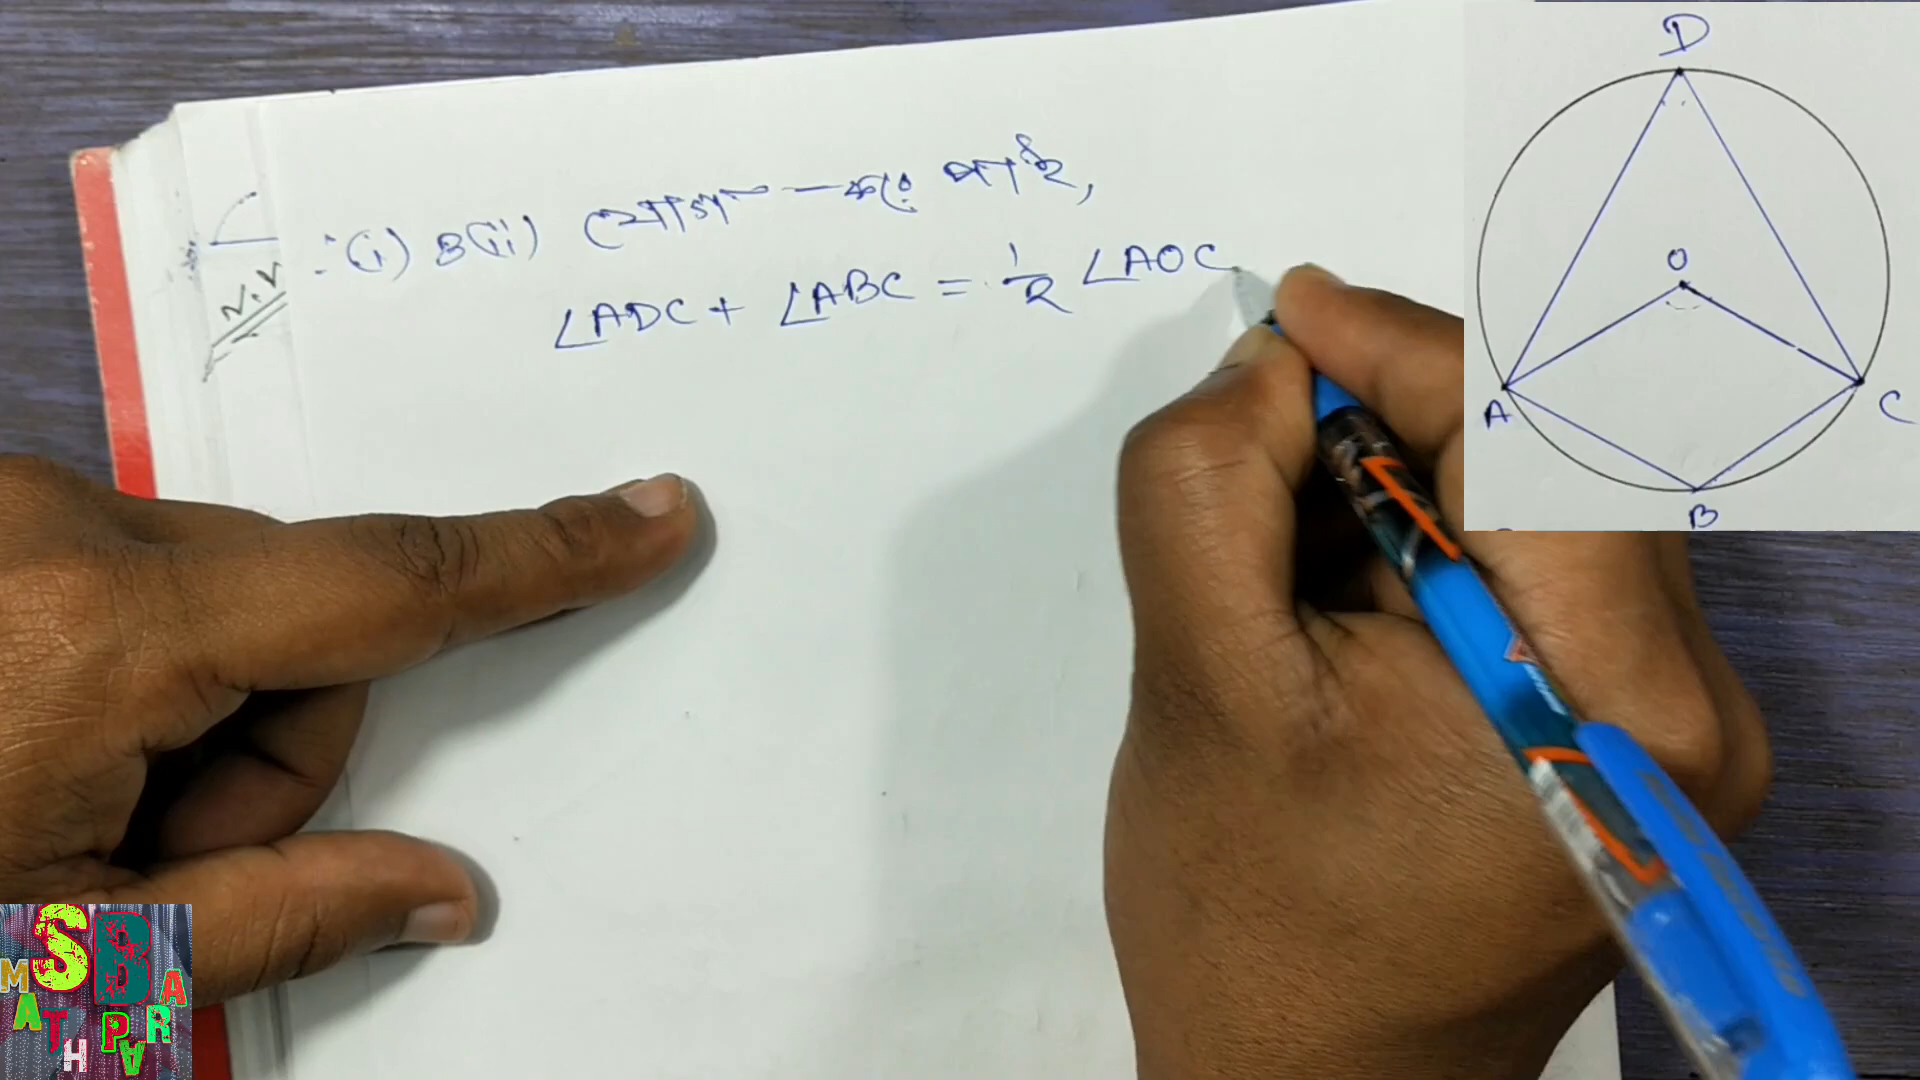 ∴ (i) ও (ii) যোগ করে পাই,
∠ADC + ∠ABC = 1/2 ∠AOC
D
O
A
C
B
SB
MATH PARA